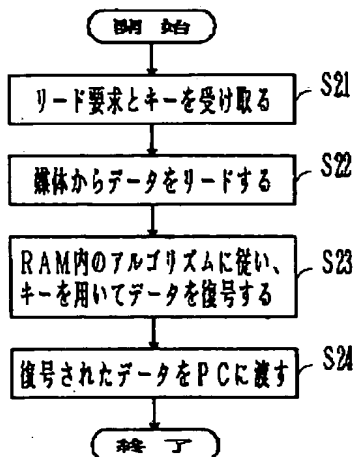 開始
リード要求とキーを受け取る
S21
媒体からデータをリードする
S22
RAM内のアルゴリズムに従い、
キーを用いてデータを復号する
S23
復号されたデータをPCに渡す
S24
終了